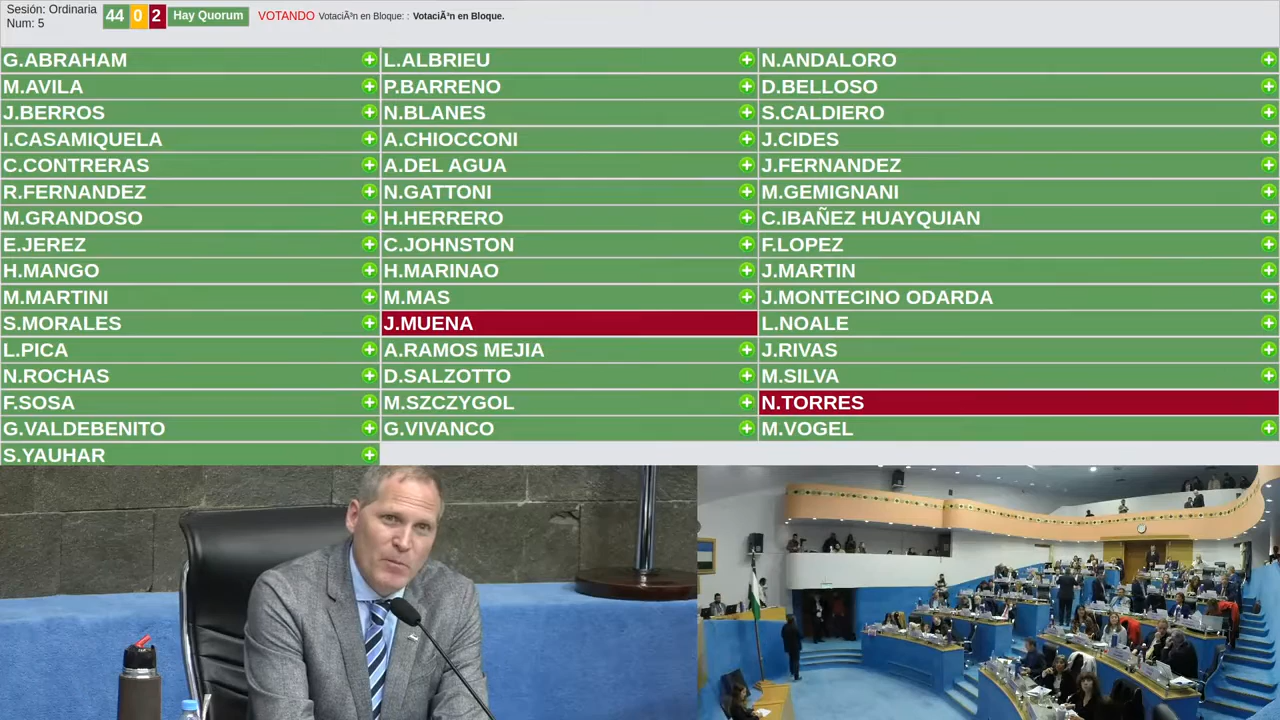 Sesión: Ordinaria
Num: 5
44 0 2 Hay Quorum
VOTANDO VotaciÃ³n en Bloque: : VotaciÃ³n en Bloque.
G.ABRAHAM L.ALBRIEU N.ANDALORO
M.AVILA P.BARRENO D.BELLOSO
J.BERROS N.BLANES S.CALDIERO
I.CASAMIQUELA A.CHIOCCONI J.CIDES
C.CONTRERAS A.DEL AGUA J.FERNANDEZ
R.FERNANDEZ N.GATTONI M.GEMIGNANI
M.GRANDOSO H.HERRERO C.IBAÑEZ HUAYQUIAN
E.JEREZ C.JOHNSTON F.LOPEZ
H.MANGO H.MARINAO J.MARTIN
M.MARTINI M.MAS J.MONTECINO ODARDA
S.MORALES J.MUENA L.NOALE
L.PICA A.RAMOS MEJIA J.RIVAS
N.ROCHAS D.SALZOTTO M.SILVA
F.SOSA M.SZCZYGOL N.TORRES
G.VALDEBENITO G.VIVANCO M.VOGEL
S.YAUHAR